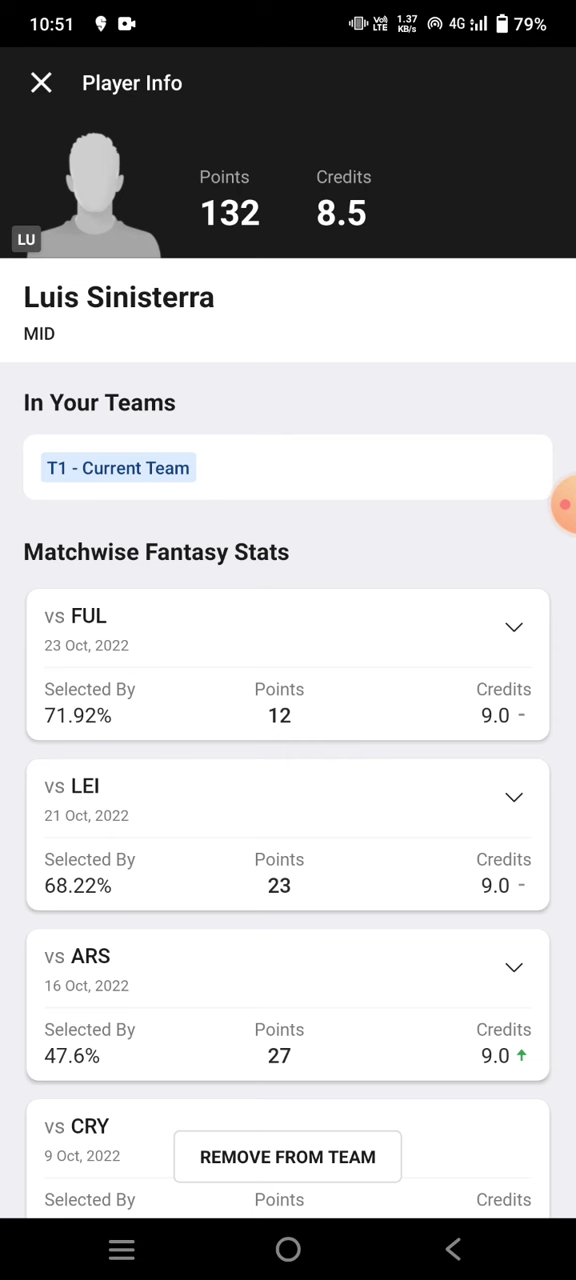 10:51 Vo) LTE 1.37 KB/s 4G 79%
Player Info
Points Credits
132 8.5
LU
Luis Sinisterra
MID
In Your Teams
T1 - Current Team
Matchwise Fantasy Stats
vs FUL
23 Oct, 2022
Selected By Points Credits
71.92% 12 9.0 -
vs LEI
21 Oct, 2022
Selected By Points Credits
68.22% 23 9.0 -
vs ARS
16 Oct, 2022
Selected By Points Credits
47.6% 27 9.0
vs CRY
9 Oct, 2022
REMOVE FROM TEAM
Selected By Points Credits